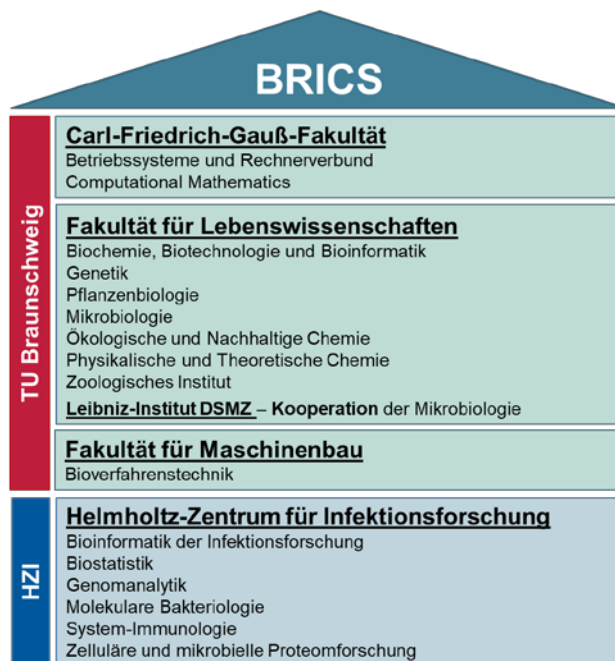 BRICS
TU Braunschweig
Carl-Friedrich-Gauß-Fakultät
Betriebssysteme und Rechnerverbund
Computational Mathematics
Fakultät für Lebenswissenschaften
Biochemie, Biotechnologie und Bioinformatik
Genetik
Pflanzenbiologie
Mikrobiologie
Ökologische und Nachhaltige Chemie
Physikalische und Theoretische Chemie
Zoologisches Institut
Leibniz-Institut DSMZ – Kooperation der Mikrobiologie
Fakultät für Maschinenbau
Bioverfahrenstechnik
HZI
Helmholtz-Zentrum für Infektionsforschung
Bioinformatik der Infektionsforschung
Biostatistik
Genomanalytik
Molekulare Bakteriologie
System-Immunologie
Zelluläre und mikrobielle Proteomforschung